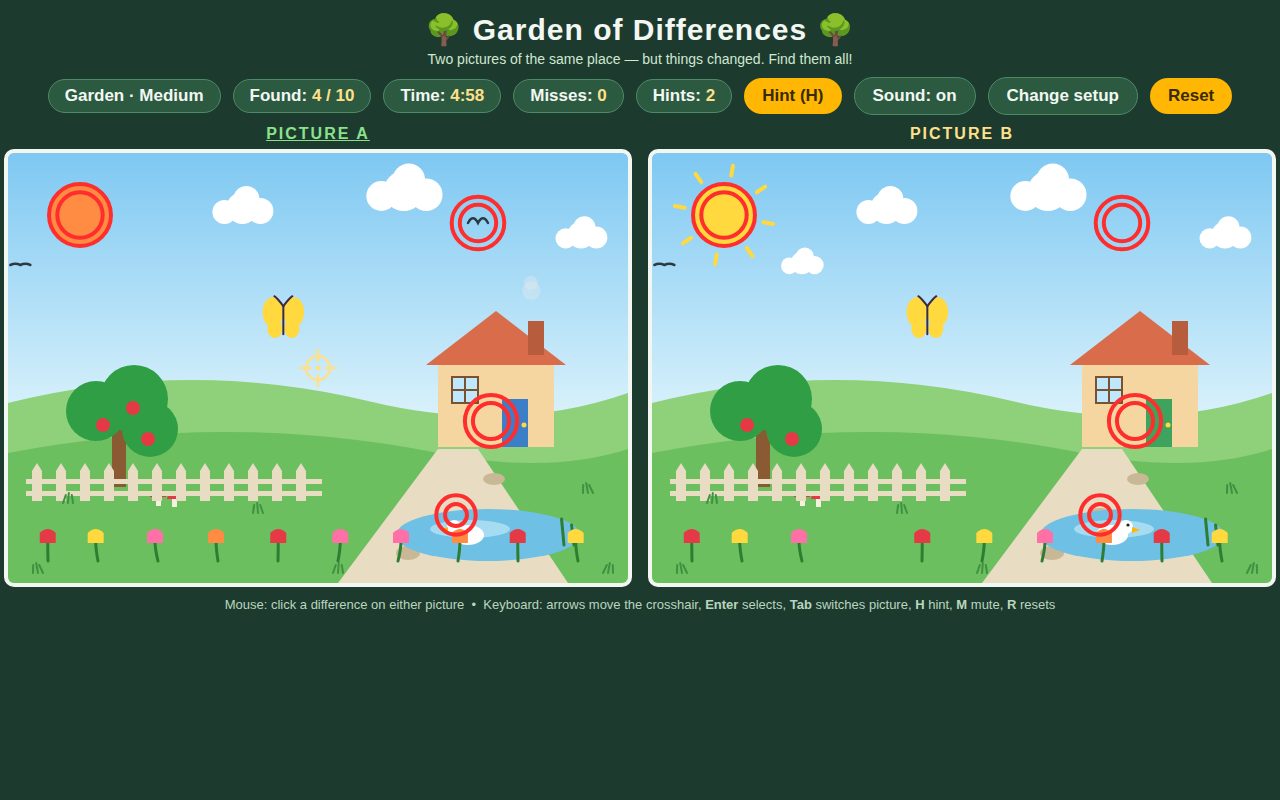 🌳 Garden of Differences 🌳
Two pictures of the same place — but things changed. Find them all!
Garden · Medium Found: 4 / 10 Time: 4:58 Misses: 0 Hints: 2 Hint (H) Sound: on Change setup Reset
PICTURE A PICTURE B
Mouse: click a difference on either picture • Keyboard: arrows move the crosshair, Enter selects, Tab switches picture, H hint, M mute, R resets